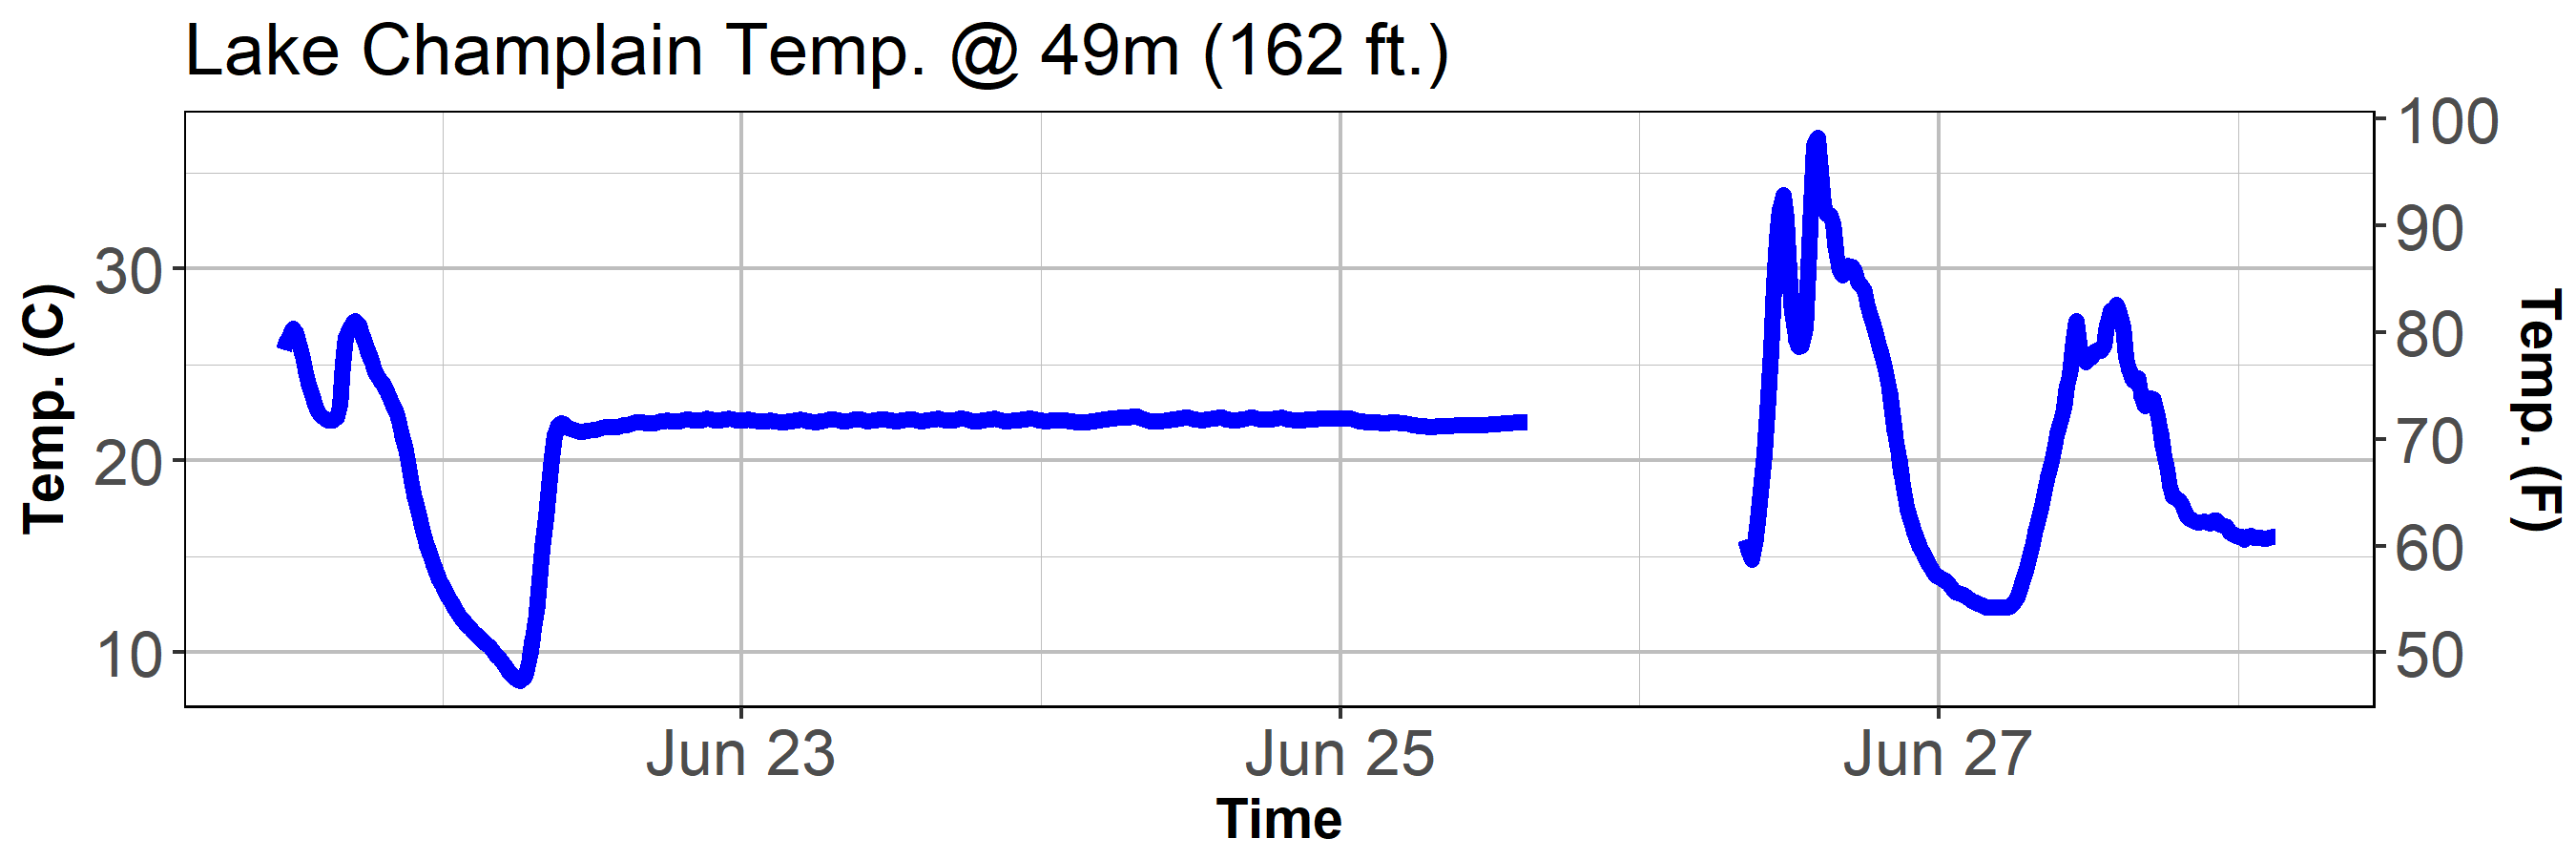 Lake Champlain Temp. @ 49m (162 ft.)
100
90
30
80
Temp. (C)
Temp. (F)
70
20
60
10
50
Jun 23 Jun 25 Jun 27
Time